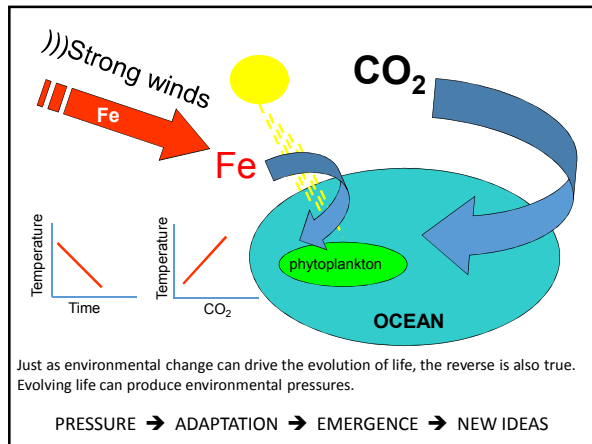 )))Strong winds
Fe
Fe
CO₂
phytoplankton
OCEAN
Temperature
Time
Temperature
CO₂
Just as environmental change can drive the evolution of life, the reverse is also true.
Evolving life can produce environmental pressures.
PRESSURE → ADAPTATION → EMERGENCE → NEW IDEAS